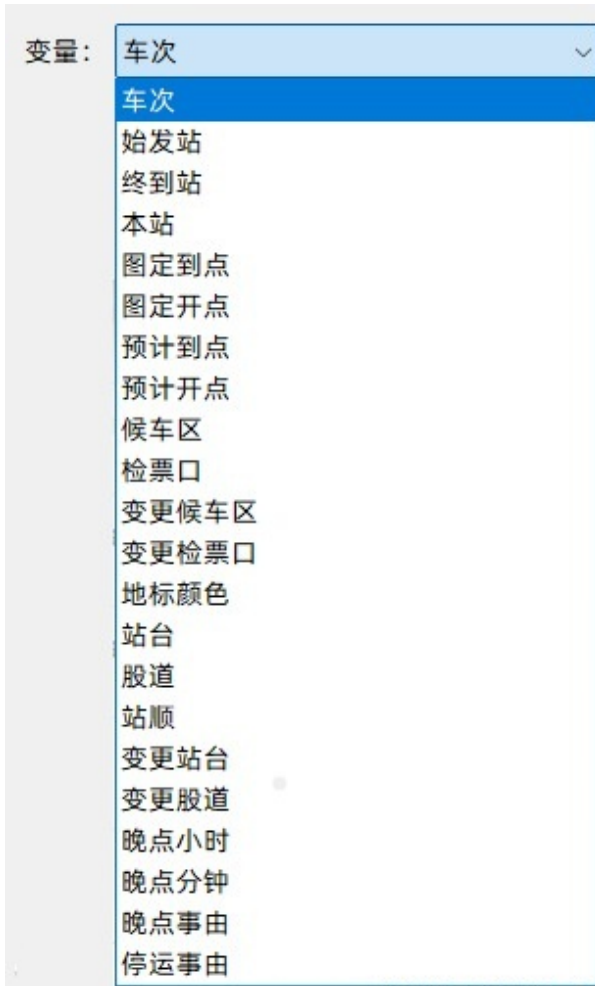 变量： 车次
车次
始发站
终到站
本站
图定到点
图定开点
预计到点
预计开点
候车区
检票口
变更候车区
变更检票口
地标颜色
站台
股道
站顺
变更站台
变更股道
晚点小时
晚点分钟
晚点事由
停运事由